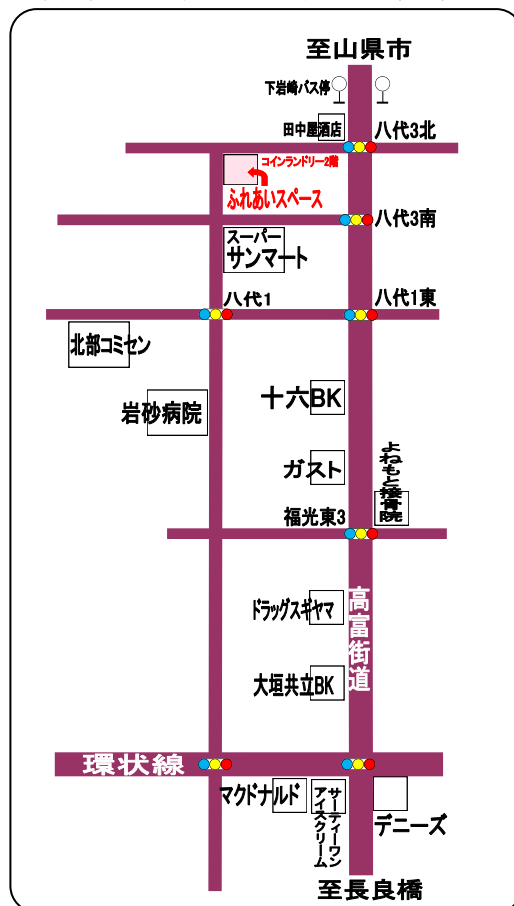 至山県市
下岩崎バス停
田中屋酒店
八代3北
コインランドリー2階
ふれあいスペース
八代3南
スーパー
サンマート
八代1
八代1東
北部コミセン
十六BK
岩砂病院
ガスト
よねもと接骨院
福光東3
ドラッグスギヤマ
高富街道
大垣共立BK
環状線
マクドナルド
サーティーワン
アイスクリーム
デニーズ
至長良橋